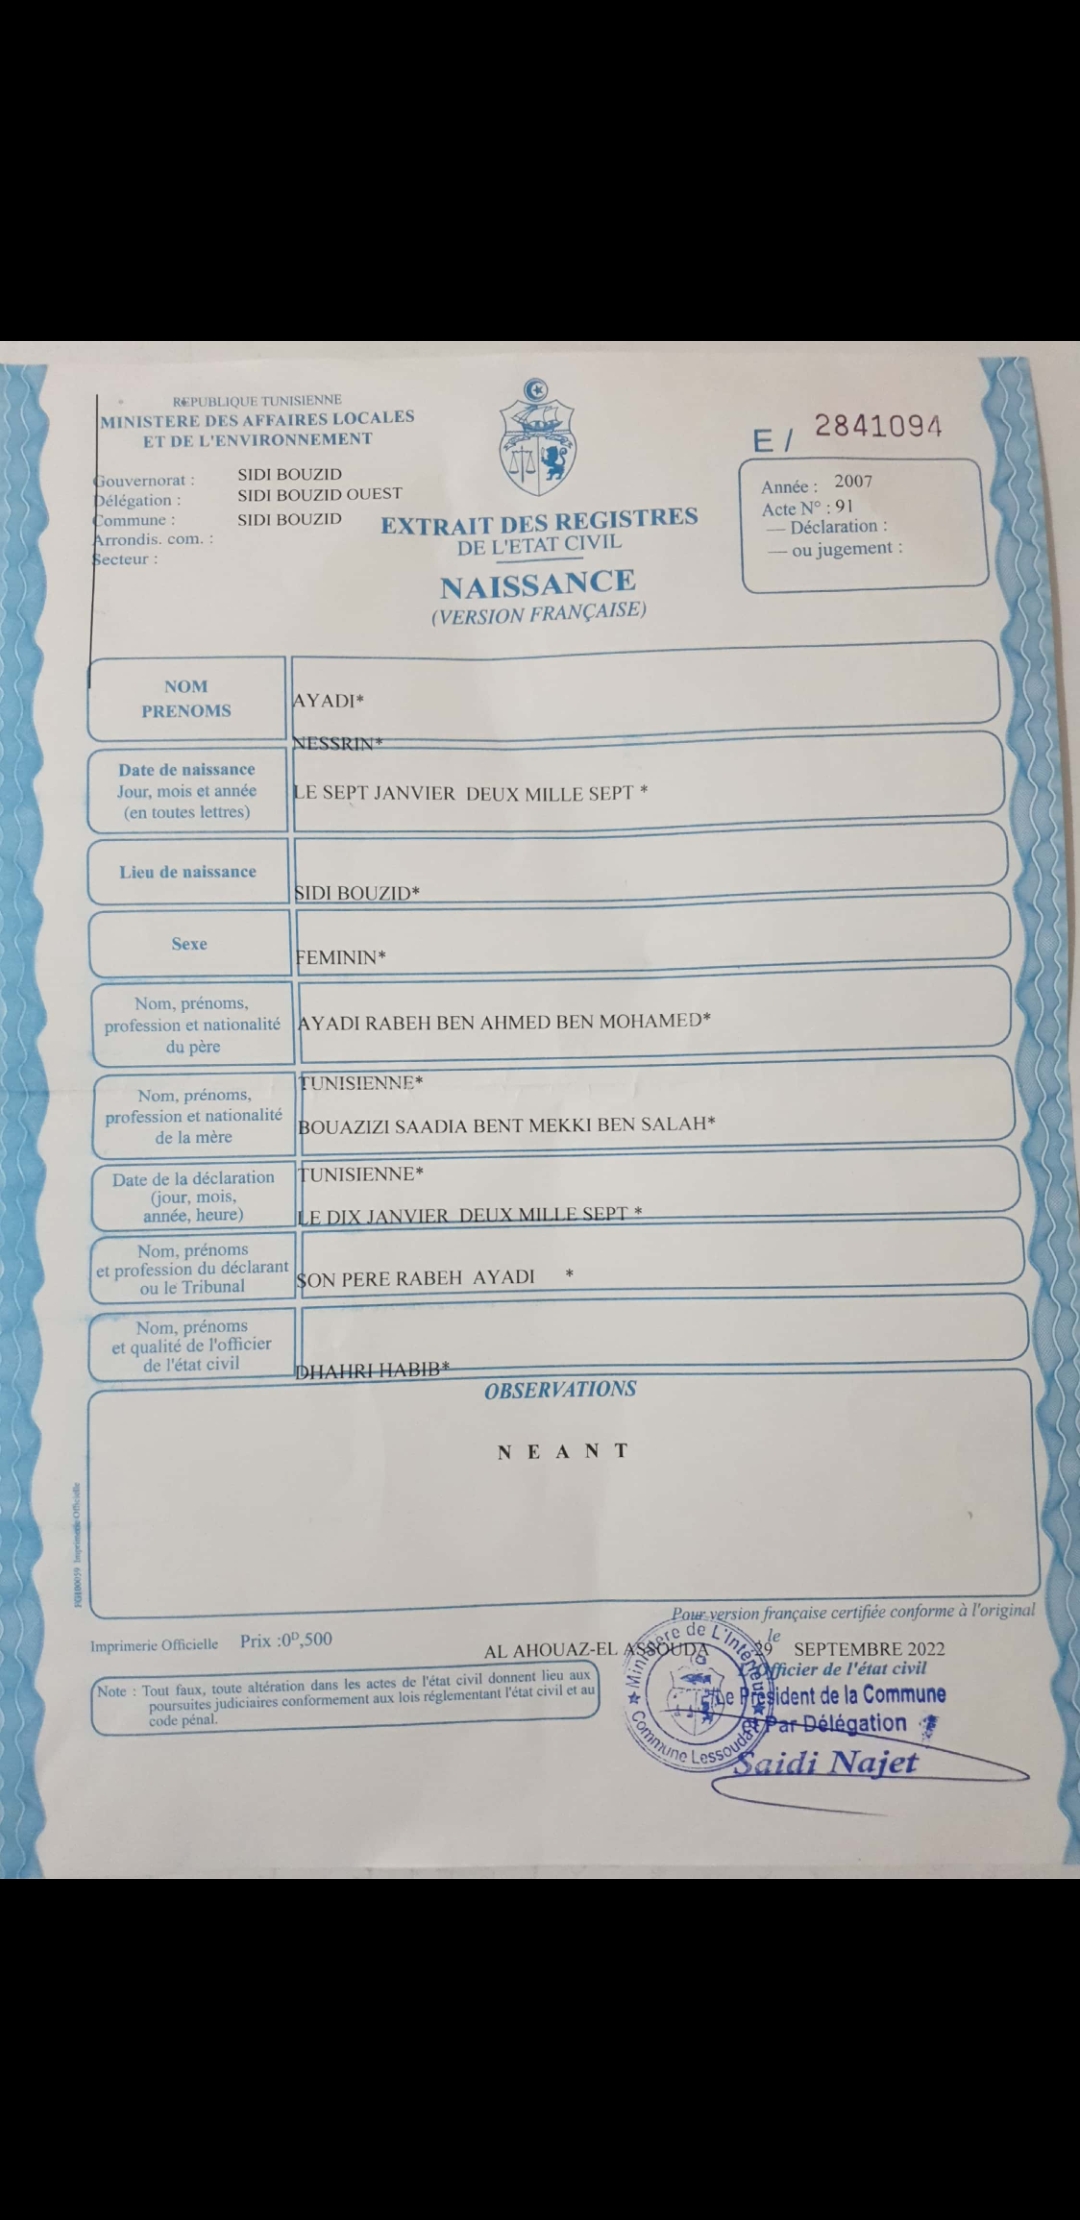 REPUBLIQUE TUNISIENNE
MINISTERE DES AFFAIRES LOCALES
ET DE L'ENVIRONNEMENT
Gouvernorat : SIDI BOUZID
Délégation : SIDI BOUZID OUEST
Commune : SIDI BOUZID
Arrondis. com. :
Secteur :
E / 2841094
Année : 2007
Acte N° : 91
— Déclaration :
— ou jugement :
EXTRAIT DES REGISTRES
DE L'ETAT CIVIL
NAISSANCE
(VERSION FRANÇAISE)
NOM
PRENOMS
AYADI*
NESSRIN*
Date de naissance
Jour, mois et année
(en toutes lettres)
LE SEPT JANVIER DEUX MILLE SEPT *
Lieu de naissance
SIDI BOUZID*
Sexe
FEMININ*
Nom, prénoms,
profession et nationalité
du père
AYADI RABEH BEN AHMED BEN MOHAMED*
TUNISIENNE*
Nom, prénoms,
profession et nationalité
de la mère
BOUAZIZI SAADIA BENT MEKKI BEN SALAH*
TUNISIENNE*
Date de la déclaration
(jour, mois,
année, heure)
LE DIX JANVIER DEUX MILLE SEPT *
Nom, prénoms
et profession du déclarant
ou le Tribunal
SON PERE RABEH AYADI *
Nom, prénoms
et qualité de l'officier
de l'état civil
DHAHRI HABIB*
OBSERVATIONS
N E A N T
Imprimerie Officielle
Pour version française certifiée conforme à l'original
Imprimerie Officielle Prix :0ᴰ,500
AL AHOUAZ-EL ASSOUDA , le 29 SEPTEMBRE 2022
L'Officier de l'état civil
Note : Tout faux, toute altération dans les actes de l'état civil donnent lieu aux
poursuites judiciaires conformement aux lois réglementant l'état civil et au
code pénal.
Ministère de L'Intérieur
Commune Lessouda
Le Président de la Commune
Par Délégation
Saidi Najet